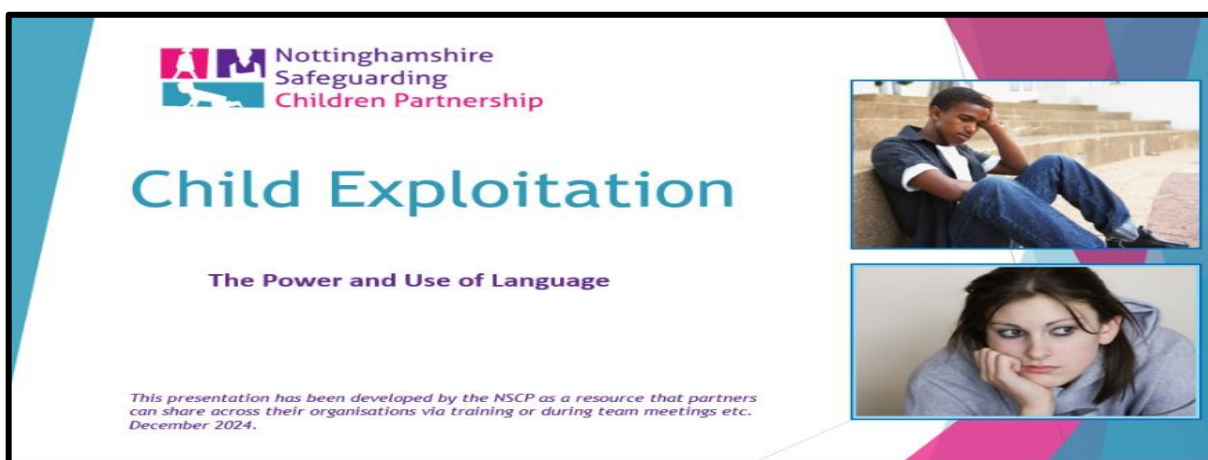 Nottinghamshire
Safeguarding
Children Partnership
Child Exploitation
The Power and Use of Language
This presentation has been developed by the NSCP as a resource that partners
can share across their organisations via training or during team meetings etc.
December 2024.